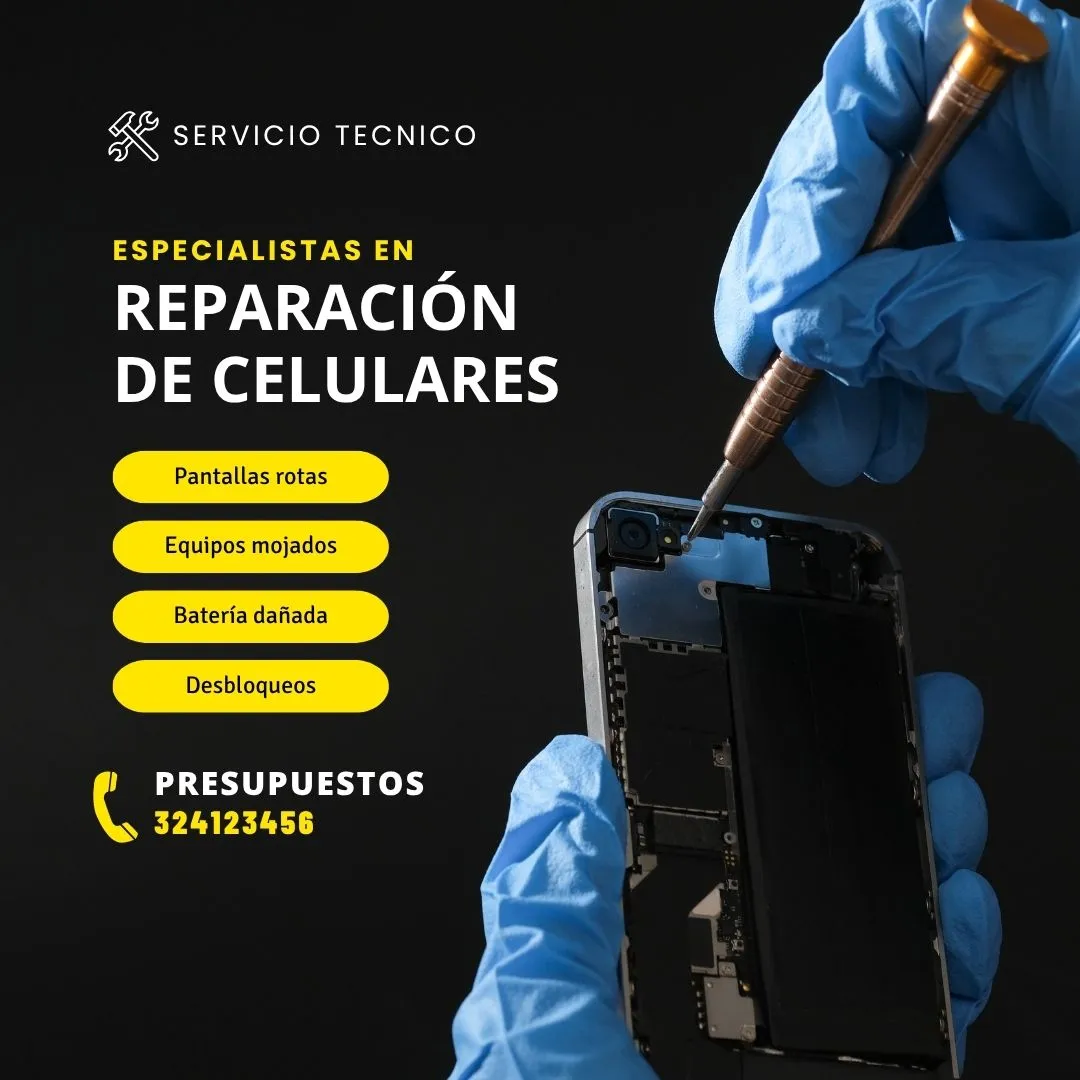 SERVICIO TECNICO
ESPECIALISTAS EN
REPARACIÓN
DE CELULARES
Pantallas rotas
Equipos mojados
Batería dañada
Desbloqueos
PRESUPUESTOS
324123456